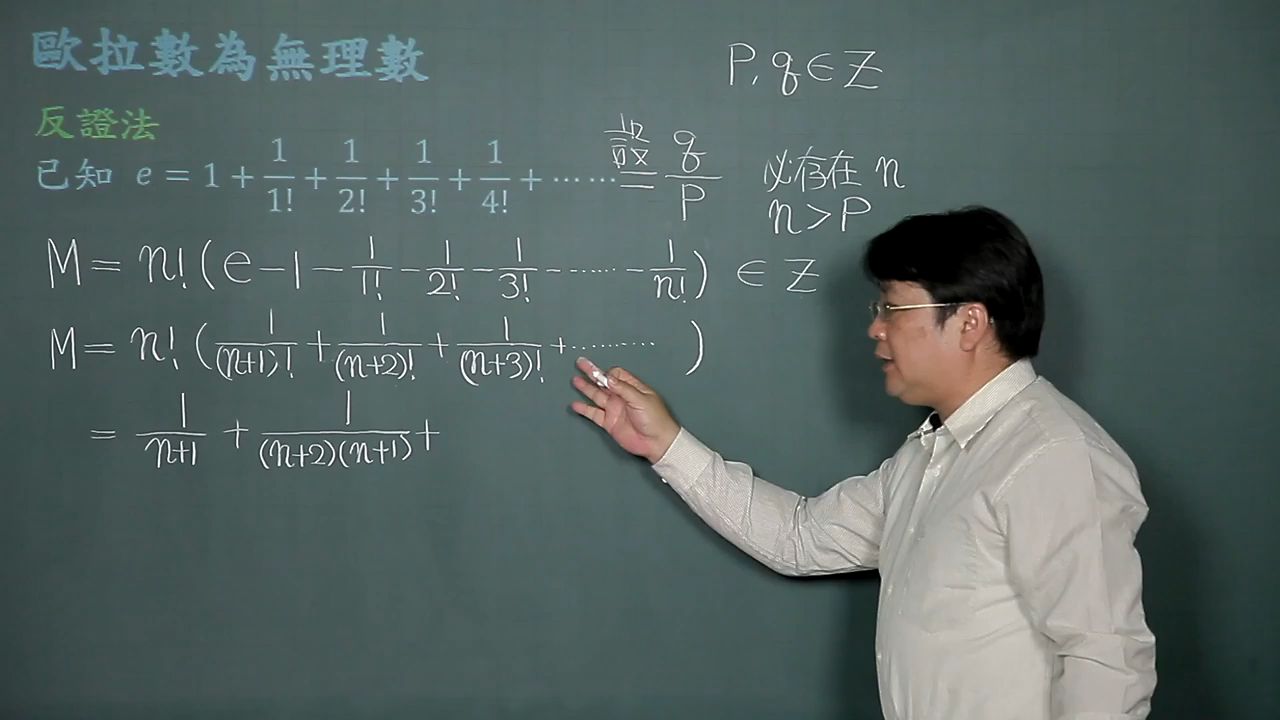 歐拉數為無理數
P, q ∈ Z
反證法
已知 e = 1 + 1/1! + 1/2! + 1/3! + 1/4! + ⋯⋯ 設= q/P
必存在 n
n > P
M = n! ( e − 1 − 1/1! − 1/2! − 1/3! − ⋯⋯ − 1/n! ) ∈ Z
M = n! ( 1/(n+1)! + 1/(n+2)! + 1/(n+3)! + ⋯⋯⋯ )
= 1/n+1 + 1/(n+2)(n+1) +